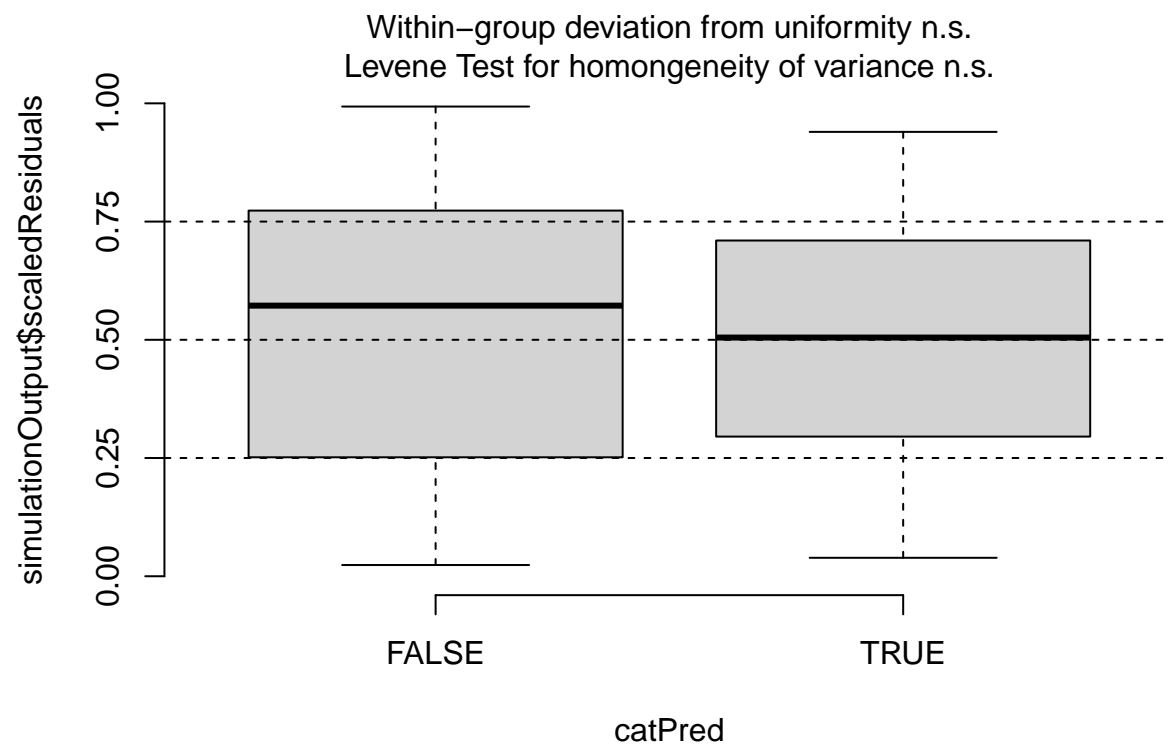 Within−group deviation from uniformity n.s.
Levene Test for homongeneity of variance n.s.
simulationOutput$scaledResiduals
1.00
0.75
0.50
0.25
0.00
FALSE
TRUE
catPred